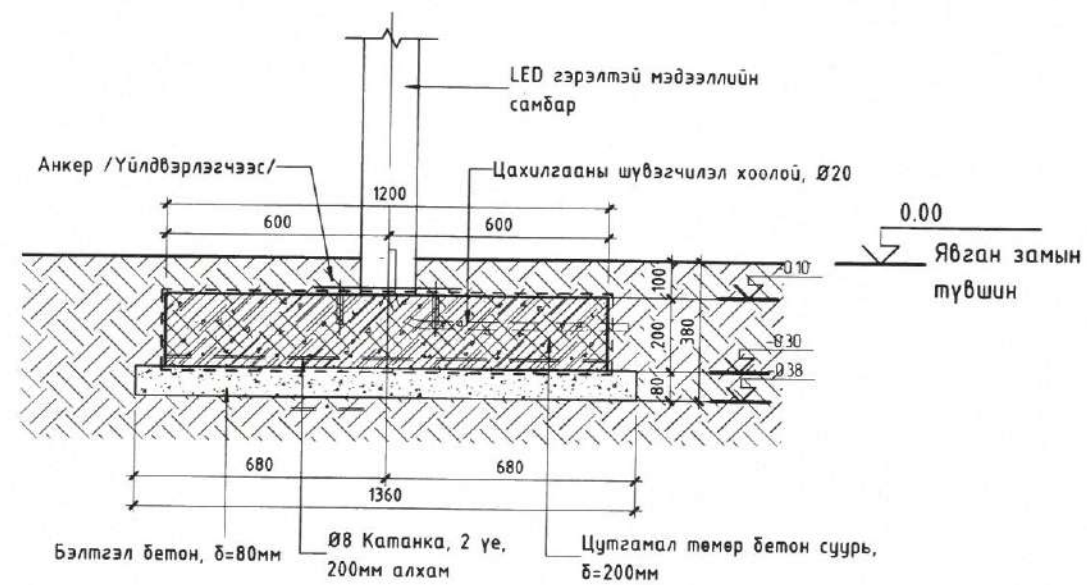 LED гэрэлтэй мэдээллийн
самбар
Анкер /Үйлдвэрлэгчээс/
Цахилгааны шүвэгчилэл хоолой, Ø20
1200
600
600
0.00
Явган замын
түвшин
-0.10
100
200
380
-0.30
-0.38
80
680
680
1360
Бэлтгэл бетон, δ=80мм
Ø8 Катанка, 2 үе,
200мм алхам
Цутгамал төмөр бетон суурь,
δ=200мм